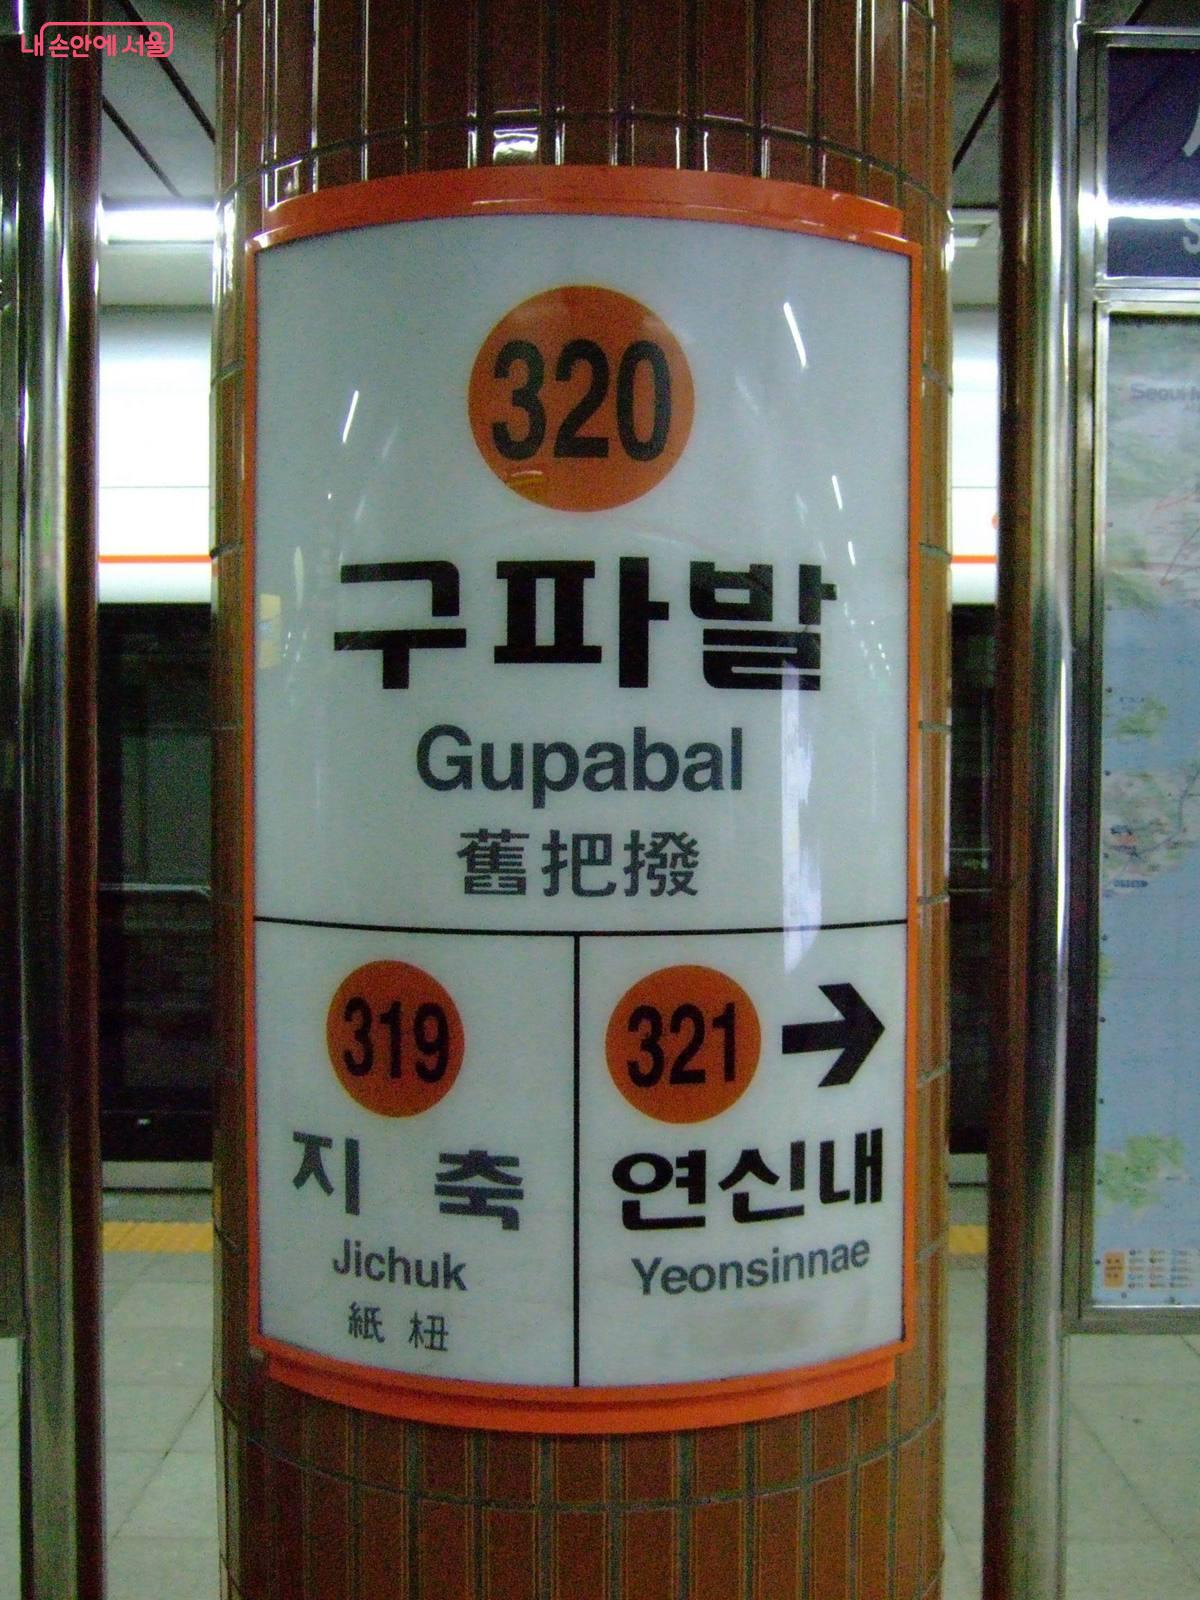 내 손안에 서울
320
구파발
Gupabal
舊把撥
319
지축
Jichuk
紙杻
321
연신내
Yeonsinnae